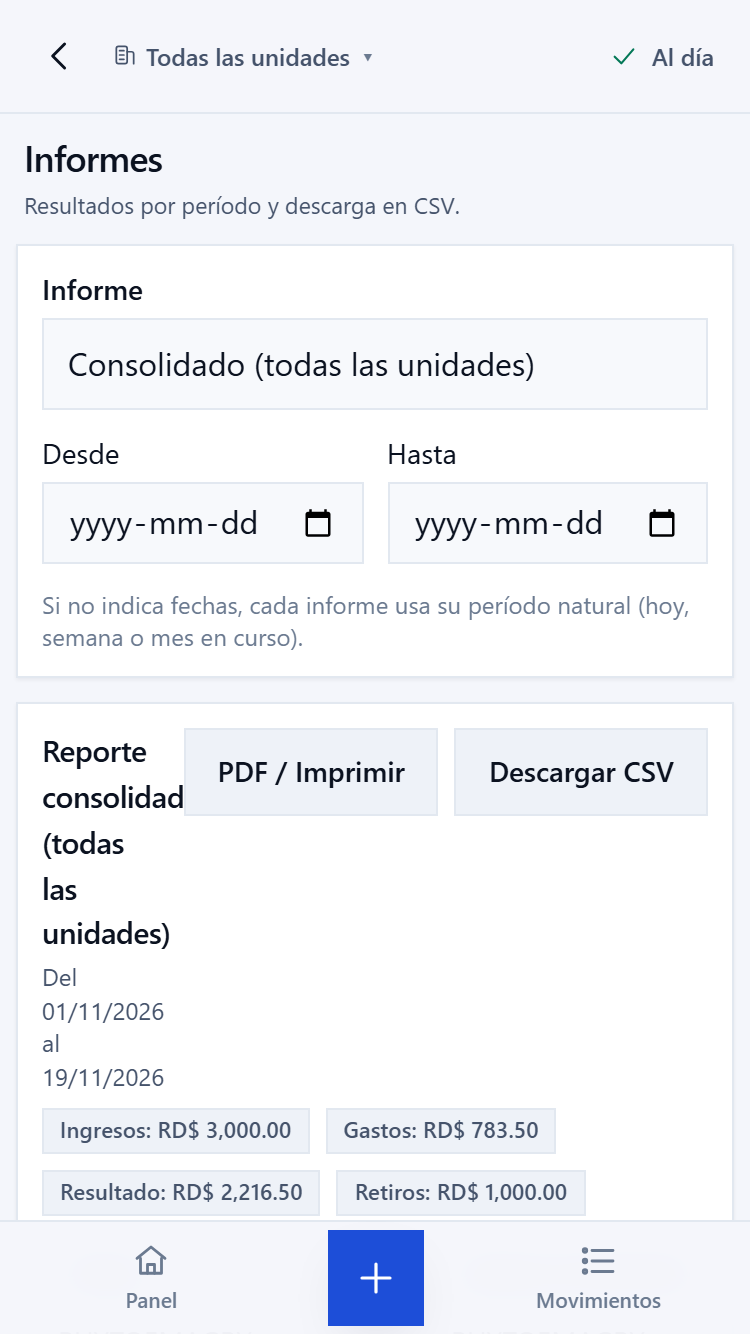 Todas las unidades ▾
Al día
Informes
Resultados por período y descarga en CSV.
Informe
Consolidado (todas las unidades)
Desde
Hasta
yyyy-mm-dd
yyyy-mm-dd
Si no indica fechas, cada informe usa su período natural (hoy,
semana o mes en curso).
Reporte
consolidad
(todas
las
unidades)
PDF / Imprimir
Descargar CSV
Del
01/11/2026
al
19/11/2026
Ingresos: RD$ 3,000.00
Gastos: RD$ 783.50
Resultado: RD$ 2,216.50
Retiros: RD$ 1,000.00
Panel
Movimientos